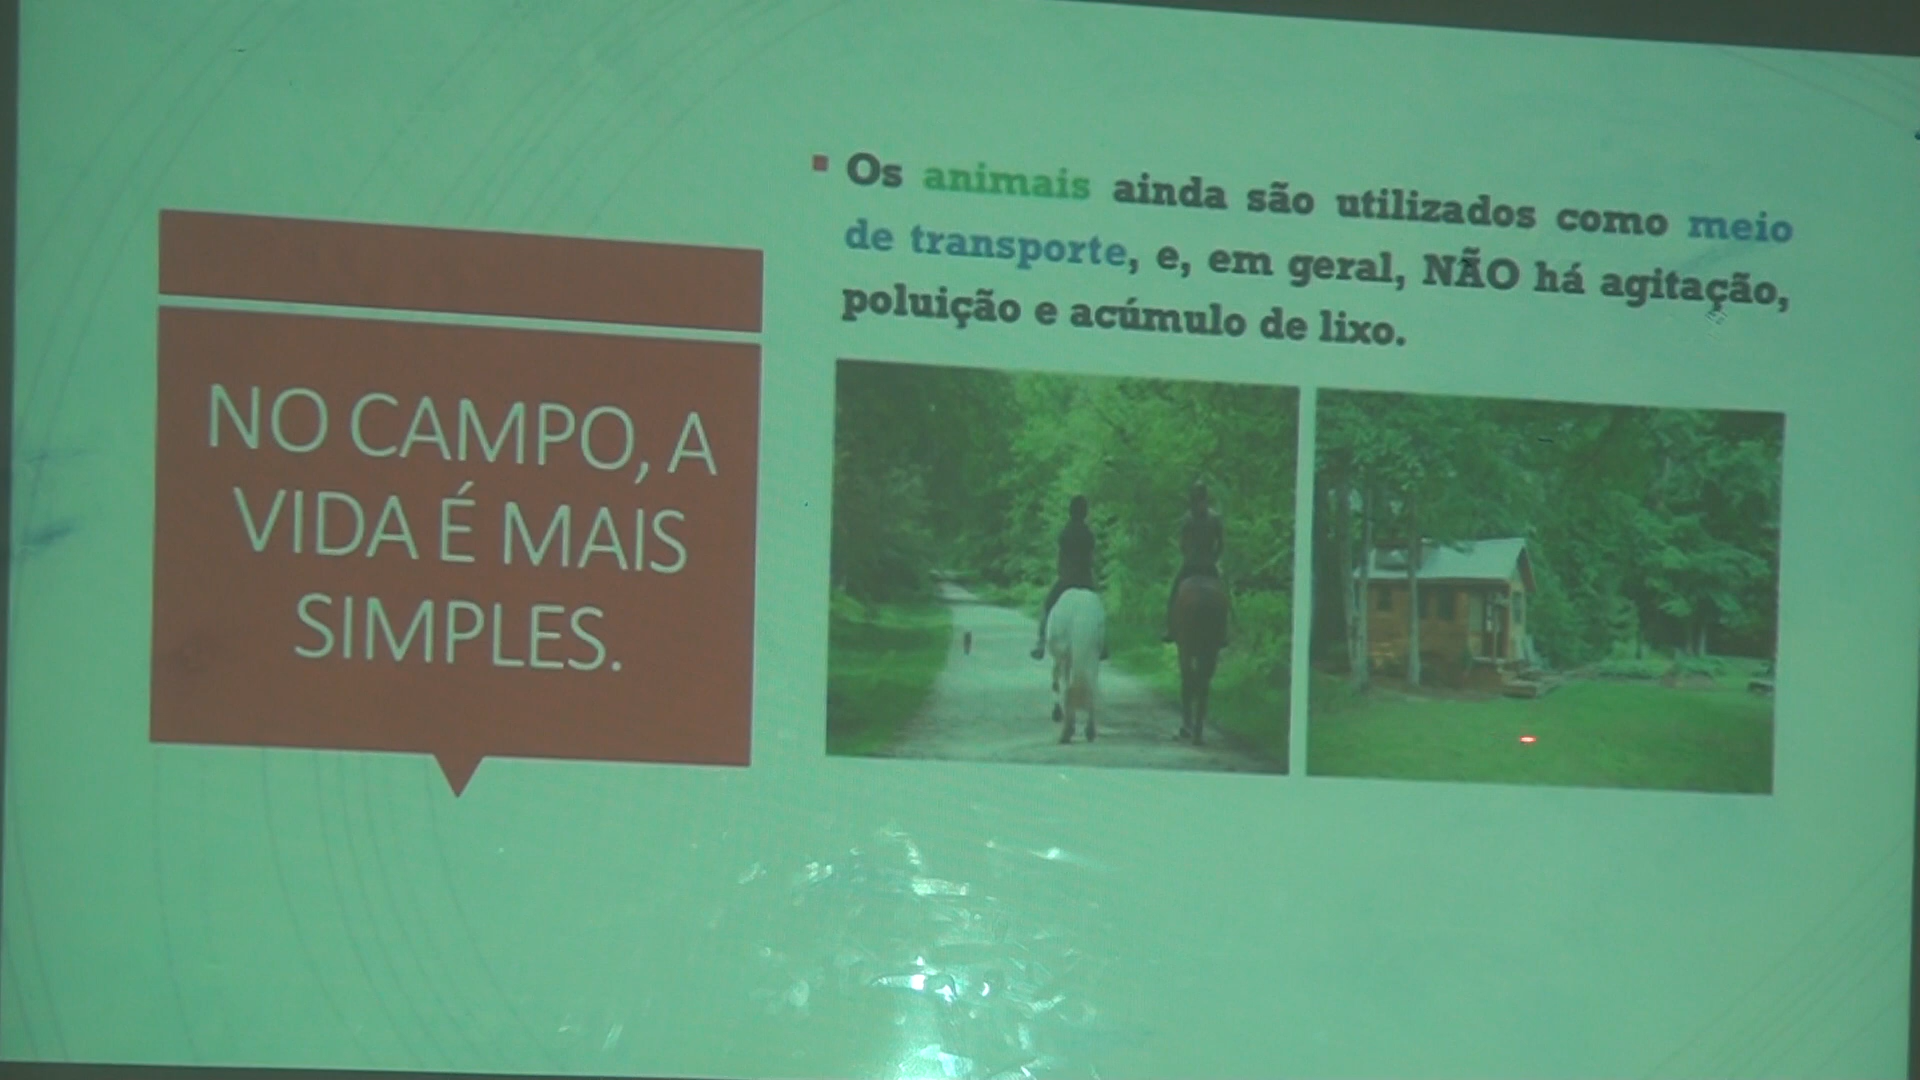 NO CAMPO, A
VIDA É MAIS
SIMPLES.
Os animais ainda são utilizados como meio
de transporte, e, em geral, NÃO há agitação,
poluição e acúmulo de lixo.